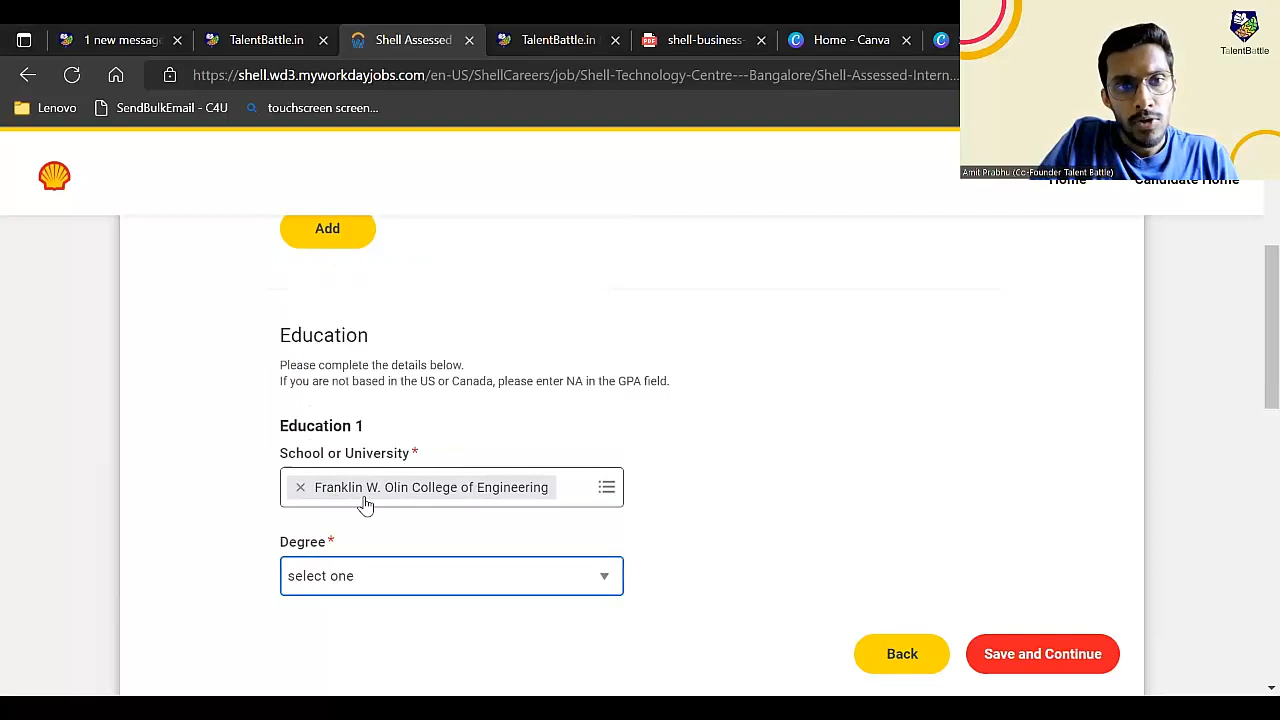 1 new messag
TalentBattle.in
Shell Assessed
TalentBattle.in
shell-business-
Home - Canva
https://shell.wd3.myworkdayjobs.com/en-US/ShellCareers/job/Shell-Technology-Centre---Bangalore/Shell-Assessed-Intern...
Lenovo
SendBulkEmail - C4U
touchscreen screen...
TalentBattle
Amit Prabhu (Co-Founder Talent Battle)
Home
Candidate Home
Add
Education
Please complete the details below.
If you are not based in the US or Canada, please enter NA in the GPA field.
Education 1
School or University*
Franklin W. Olin College of Engineering
Degree*
select one
Back
Save and Continue